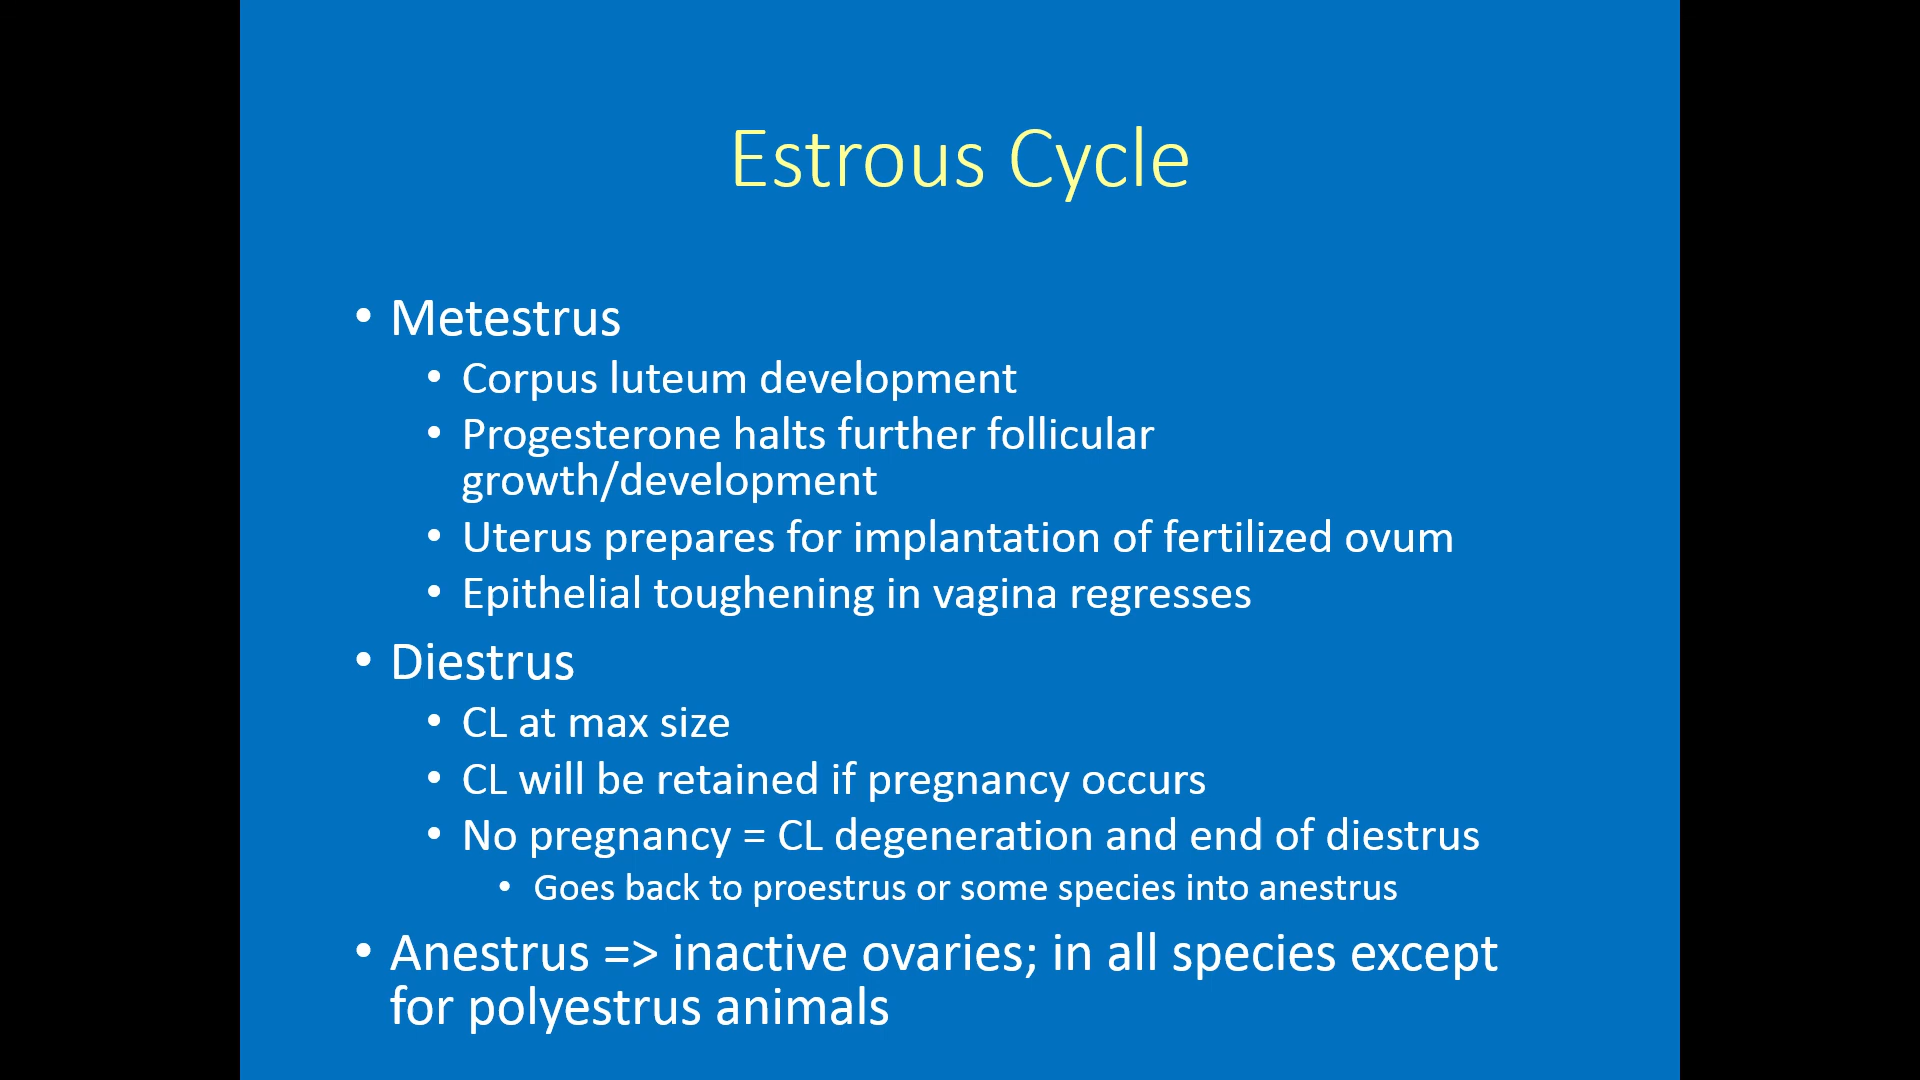 Estrous Cycle
• Metestrus
• Corpus luteum development
• Progesterone halts further follicular
growth/development
• Uterus prepares for implantation of fertilized ovum
• Epithelial toughening in vagina regresses
• Diestrus
• CL at max size
• CL will be retained if pregnancy occurs
• No pregnancy = CL degeneration and end of diestrus
• Goes back to proestrus or some species into anestrus
• Anestrus => inactive ovaries; in all species except
for polyestrus animals